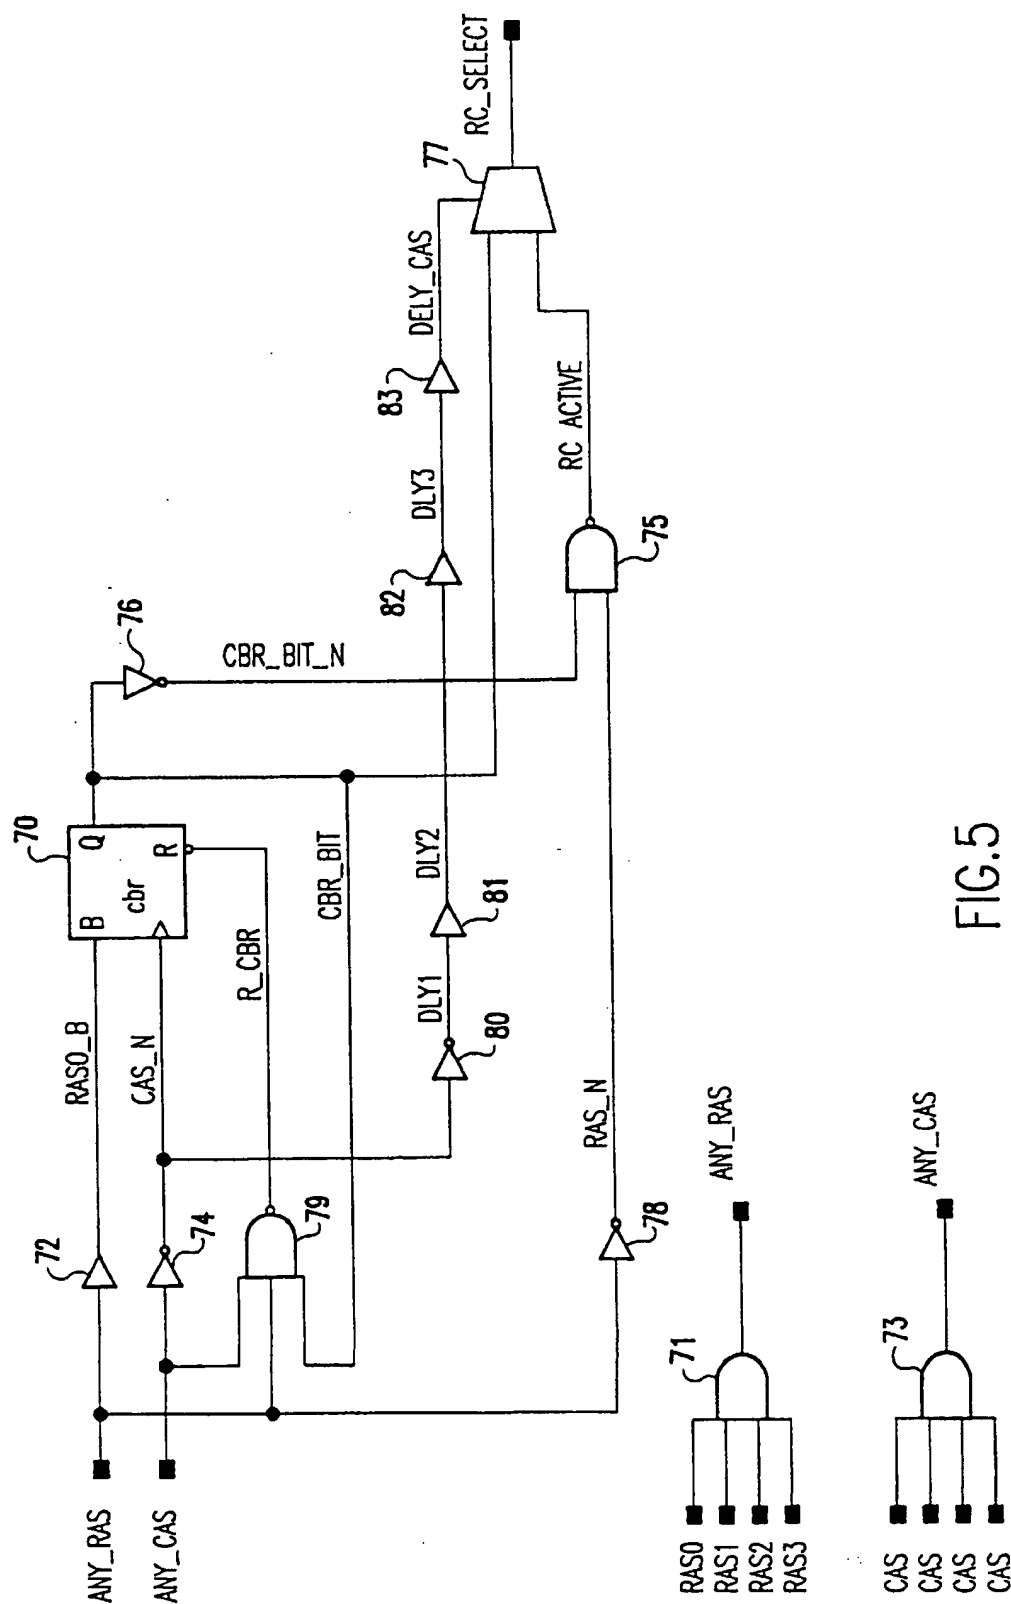 ANY_RAS
ANY_CAS
72
RASO_B
74
CAS_N
79
R_CBR
CBR_BIT
70
B
Q
cbr
R
76
CBR_BIT_N
80
DLY1
81
DLY2
82
DLY3
83
DELY_CAS
77
RC_SELECT
78
RAS_N
75
RC ACTIVE
RAS0
RAS1
RAS2
RAS3
71
ANY_RAS
CAS
CAS
CAS
CAS
73
ANY_CAS
FIG.5